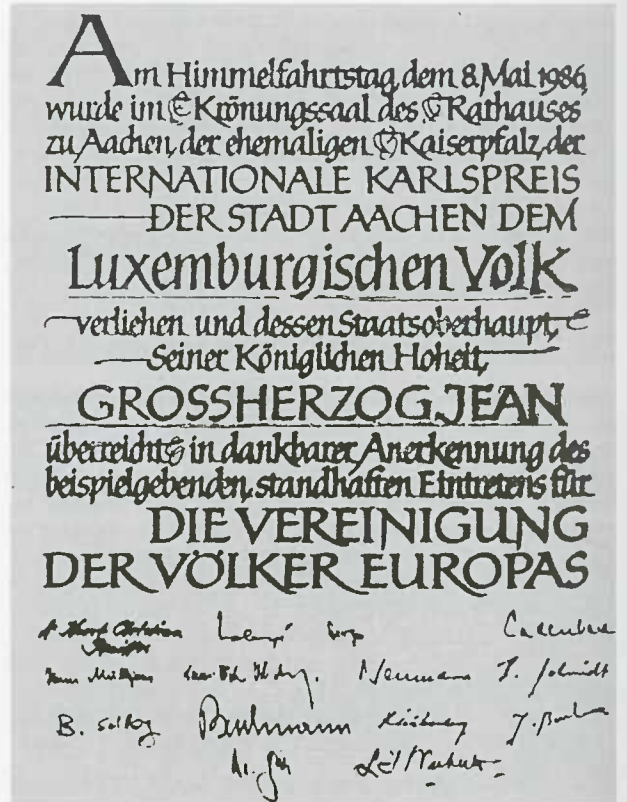 Am Himmelfahrtstag, dem 8. Mai 1986,
wurde im Krönungssaal des Rathauses
zu Aachen, der ehemaligen Kaiserpfalz, der
INTERNATIONALE KARLSPREIS
DER STADT AACHEN DEM
Luxemburgischen Volk
verliehen und dessen Staatsoberhaupt,
Seiner Königlichen Hoheit,
GROSSHERZOG JEAN
überreicht in dankbarer Anerkennung des
beispielgebenden, standhaften Eintretens für
DIE VEREINIGUNG
DER VÖLKER EUROPAS
Neumann J. Schmidt
B.